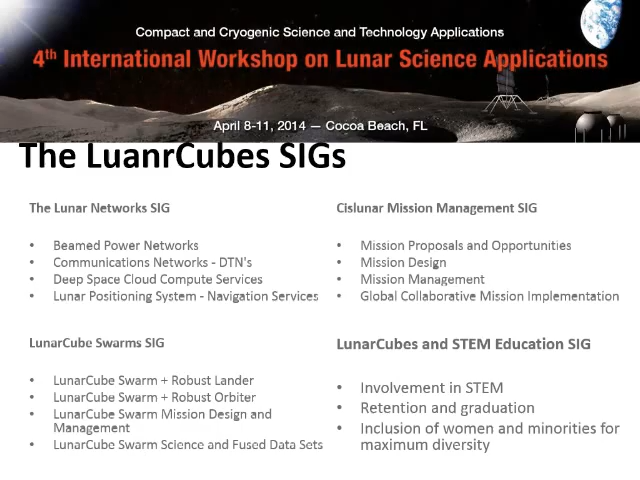 Compact and Cryogenic Science and Technology Applications
4th International Workshop on Lunar Science Applications
April 8-11, 2014 — Cocoa Beach, FL
The LuanrCubes SIGs
The Lunar Networks SIG
• Beamed Power Networks
• Communications Networks - DTN's
• Deep Space Cloud Compute Services
• Lunar Positioning System - Navigation Services
Cislunar Mission Management SIG
• Mission Proposals and Opportunities
• Mission Design
• Mission Management
• Global Collaborative Mission Implementation
LunarCube Swarms SIG
• LunarCube Swarm + Robust Lander
• LunarCube Swarm + Robust Orbiter
• LunarCube Swarm Mission Design and
Management
• LunarCube Swarm Science and Fused Data Sets
LunarCubes and STEM Education SIG
• Involvement in STEM
• Retention and graduation
• Inclusion of women and minorities for
maximum diversity